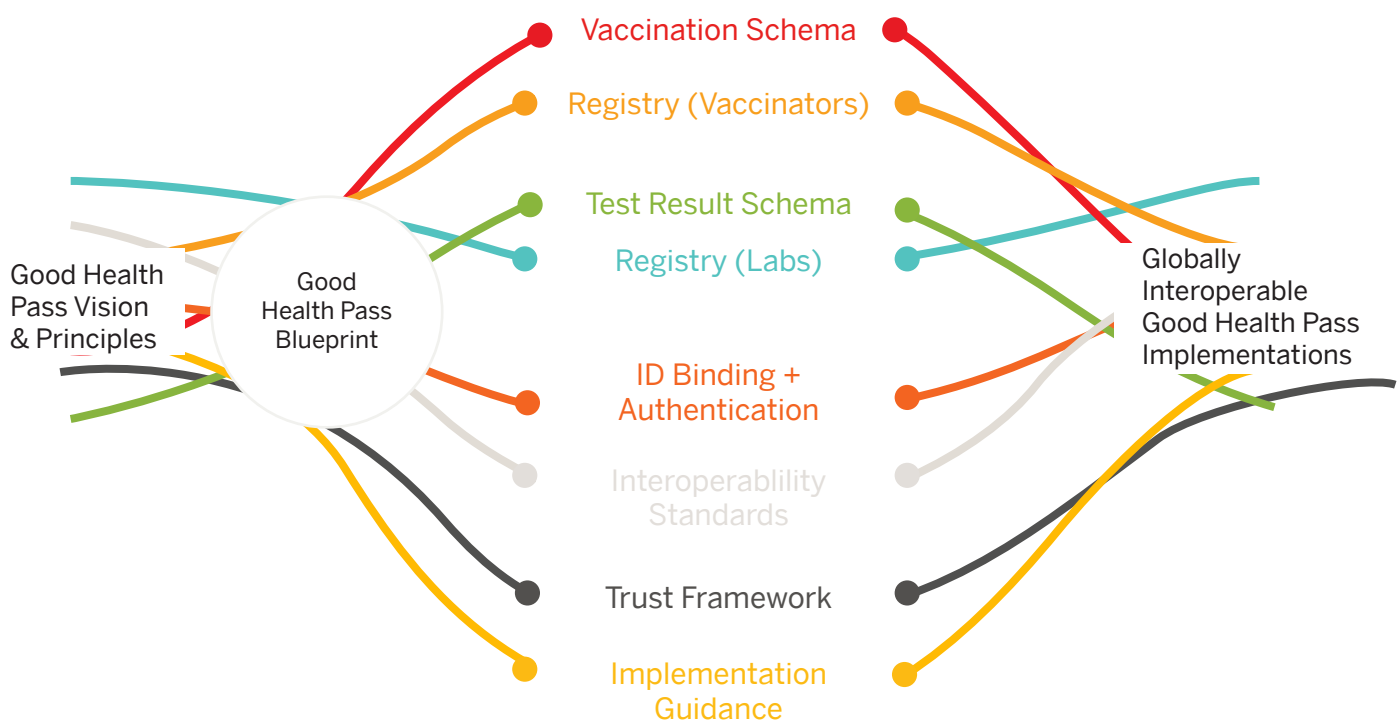 Good Health
Pass Vision
& Principles
Good
Health Pass
Blueprint
Vaccination Schema
Registry (Vaccinators)
Test Result Schema
Registry (Labs)
ID Binding +
Authentication
Interoperablility
Standards
Trust Framework
Implementation
Guidance
Globally
Interoperable
Good Health Pass
Implementations